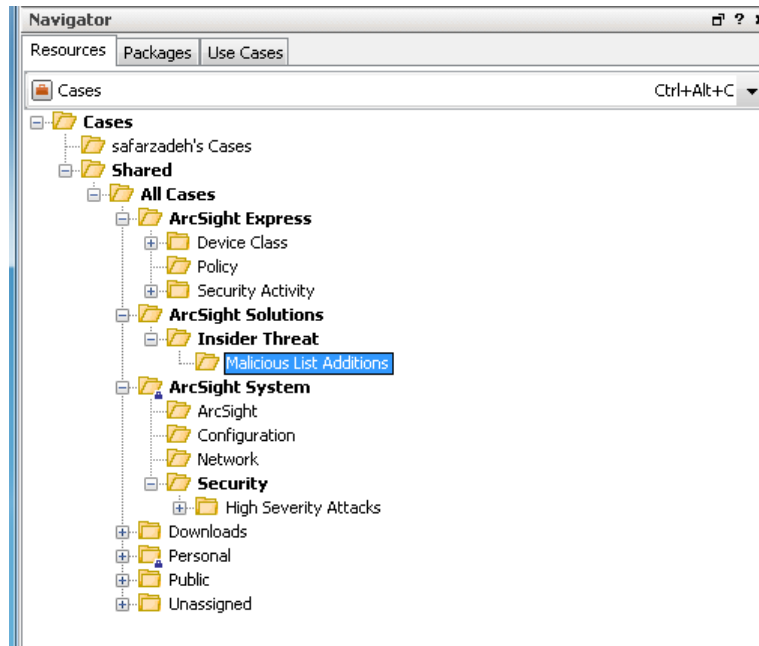 Navigator
Resources Packages Use Cases
Cases Ctrl+Alt+C
Cases
safarzadeh's Cases
Shared
All Cases
ArcSight Express
Device Class
Policy
Security Activity
ArcSight Solutions
Insider Threat
Malicious List Additions
ArcSight System
ArcSight
Configuration
Network
Security
High Severity Attacks
Downloads
Personal
Public
Unassigned